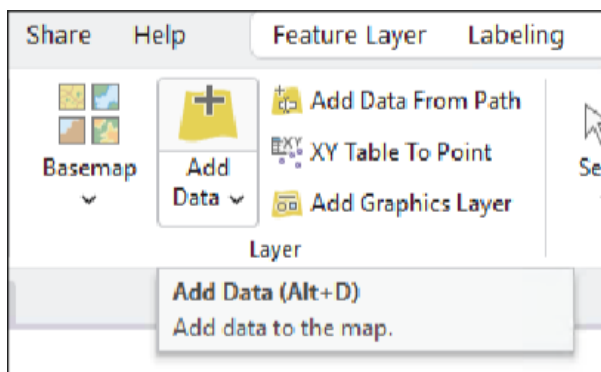 Share Help Feature Layer Labeling
Basemap
Add Data
Add Data From Path
XY Table To Point
Add Graphics Layer
Layer
Add Data (Alt+D)
Add data to the map.